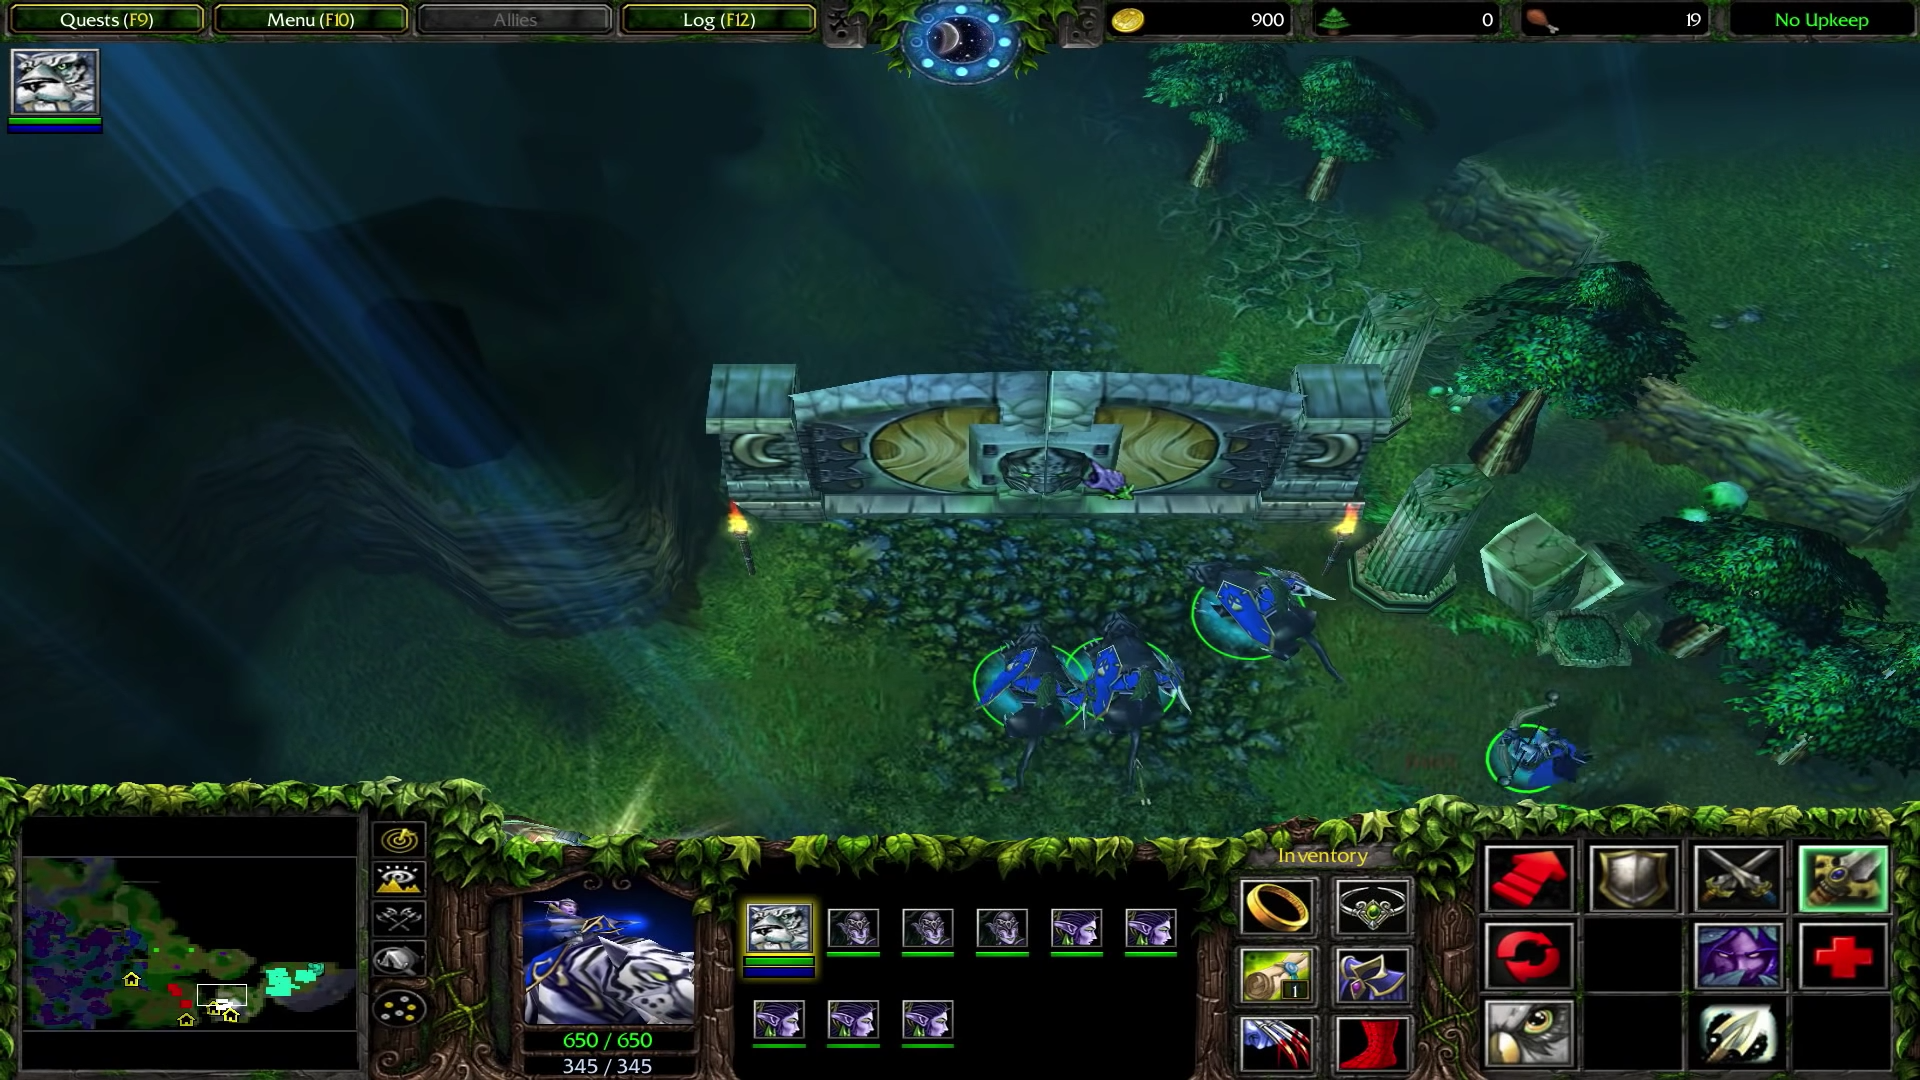 Quests (F9) Menu (F10) Allies Log (F12) 900 0 19 No Upkeep
Inventory
1
650 / 650
345 / 345